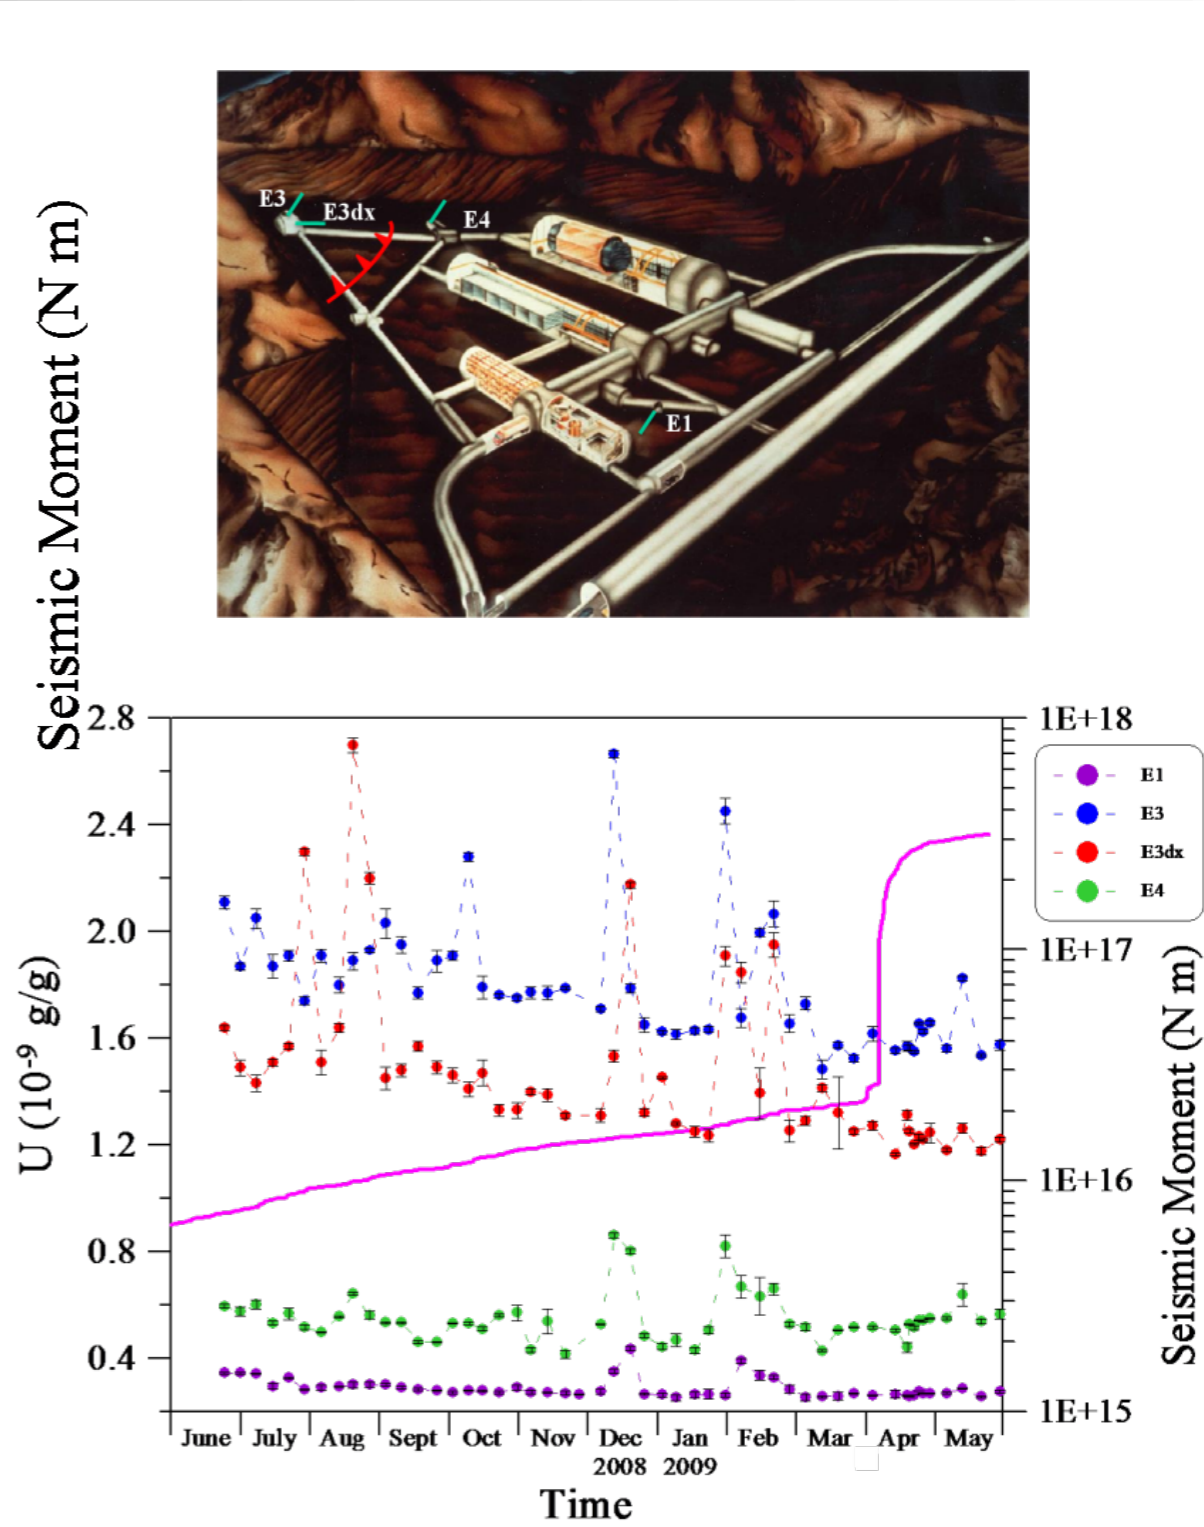 Seismic Moment (N m)
E3
E3dx
E4
E1
2.8
2.4
2.0
1.6
1.2
0.8
0.4
U (10⁻⁹ g/g)
1E+18
1E+17
1E+16
1E+15
Seismic Moment (N m)
E1
E3
E3dx
E4
June July Aug Sept Oct Nov Dec Jan Feb Mar Apr May
2008 2009
Time